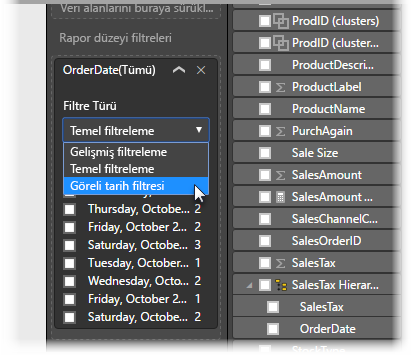 Veri alanlarını buraya sürükl...
Rapor düzeyi filtreleri
OrderDate(Tümü)
Filtre Türü
Temel filtreleme
Gelişmiş filtreleme
Temel filtreleme
Göreli tarih filtresi
Thursday, Octobe... 2
Friday, October 2... 2
Saturday, October... 3
Tuesday, October... 1
Wednesday, Octo... 2
Friday, October 2... 1
Saturday, October... 2
ProdID (clusters)
ProdID (cluster...
ProductDescri...
ProductLabel
ProductName
PurchAgain
Sale Size
SalesAmount
SalesAmount ...
SalesChannelC...
SalesOrderID
SalesTax
SalesTax Hierar...
SalesTax
OrderDate
StockType